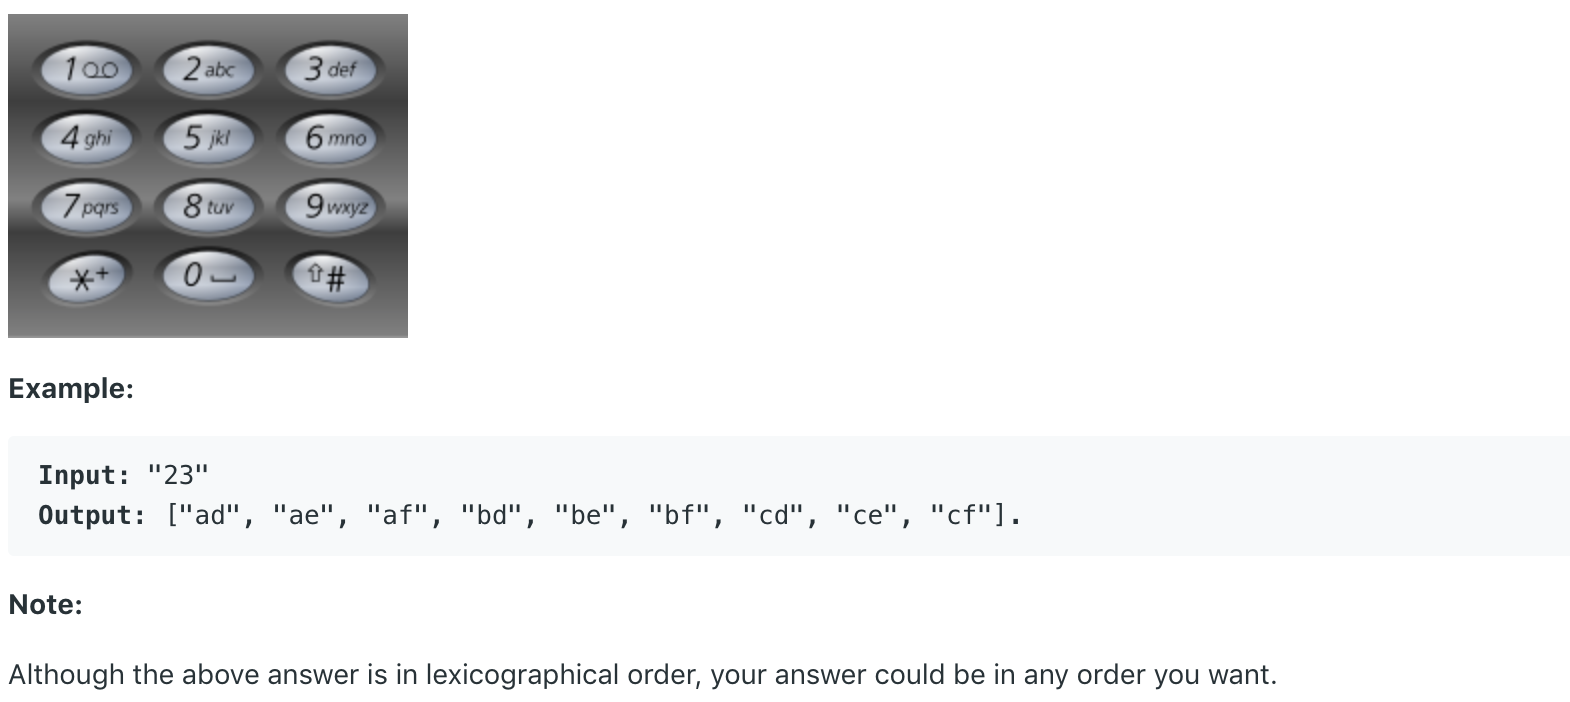 1 2 abc 3 def
4 ghi 5 jkl 6 mno
7 pqrs 8 tuv 9 wxyz
*+ 0 ⇧#
Example:
Input: "23"
Output: ["ad", "ae", "af", "bd", "be", "bf", "cd", "ce", "cf"].
Note:
Although the above answer is in lexicographical order, your answer could be in any order you want.